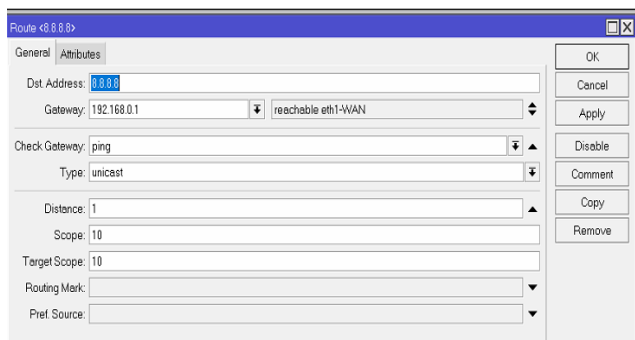 Route <8.8.8.8>
General Attributes
OK
Dst. Address: 8.8.8.8
Cancel
Gateway: 192.168.0.1 reachable eth1-WAN
Apply
Check Gateway: ping
Disable
Type: unicast
Comment
Distance: 1
Copy
Scope: 10
Remove
Target Scope: 10
Routing Mark:
Pref. Source: